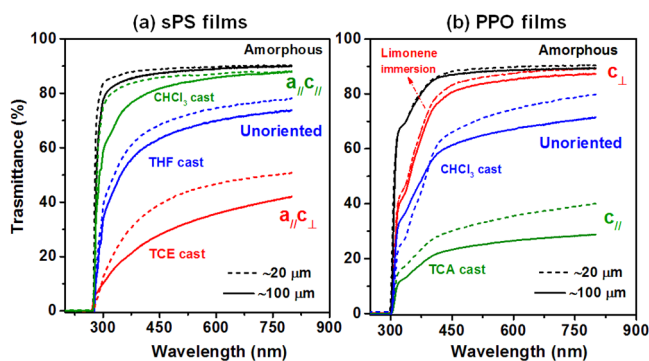 (a) sPS films
(b) PPO films
Trasmittance (%)
100
80
60
40
20
0
Amorphous
a//c//
CHCl3 cast
Unoriented
THF cast
a//c⊥
TCE cast
~20 μm
~100 μm
300 450 600 750 900
Wavelength (nm)
100
80
60
40
20
0
Amorphous
Limonene
immersion
c⊥
Unoriented
CHCl3 cast
c//
TCA cast
~20 μm
~100 μm
300 450 600 750 900
Wavelength (nm)